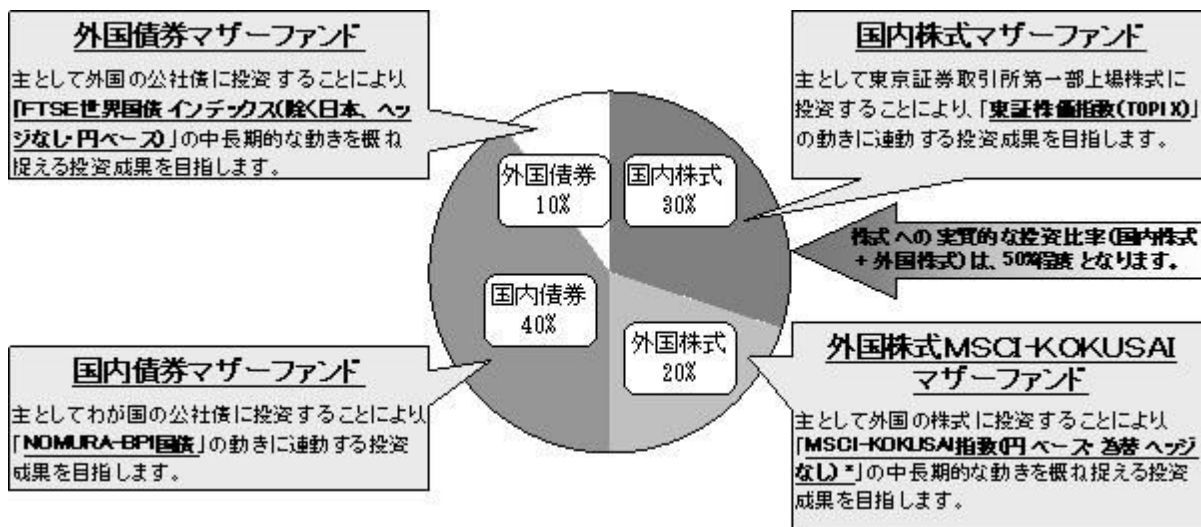 外国債券マザーファンド
主として外国の公社債に投資することにより
「FTSE世界国債インデックス(除く日本、ヘッ
ジなし・円ベース)」の中長期的な動きを概ね
捉える投資成果を目指します。
国内株式マザーファンド
主として東京証券取引所第一部上場株式に
投資することにより、「東証株価指数(TOPIX)」
の動きに連動する投資成果を目指します。
外国債券
10%
国内株式
30%
株式への実質的な投資比率(国内株式
+外国株式)は、50%程度となります。
国内債券
40%
外国株式
20%
国内債券マザーファンド
主としてわが国の公社債に投資することにより
「NOMURA-BPI国債」の動きに連動する投資
成果を目指します。
外国株式MSCI-KOKUSAI
マザーファンド
主として外国の株式に投資することにより
「MSCI-KOKUSAI指数(円ベース・為替ヘッジ
なし)*」の中長期的な動きを概ね捉える投資
成果を目指します。